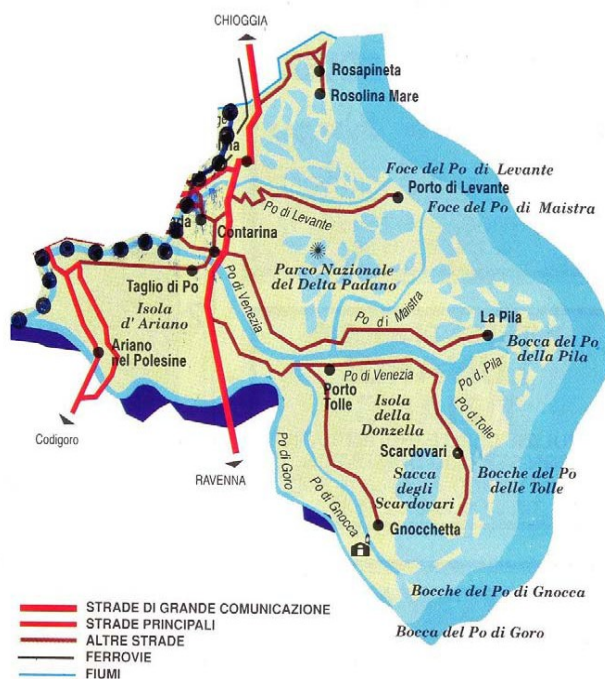 CHIOGGIA
Rosapineta
Rosolina Mare
Foce del Po di Levante
Porto di Levante
Foce del Po di Maistra
Po di Levante
Contarina
Parco Nazionale
del Delta Padano
Taglio di Po
Po di Venezia
Isola
d' Ariano
Po di Maistra
La Pila
Bocca del Po
della Pila
Ariano
nel Polesine
Po di Venezia
Po d. Pila
Porto
Tolle
Isola
della
Donzella
Po d. Tolle
Codigoro
RAVENNA
Po di Goro
Scardovari
Sacca
degli
Scardovari
Bocche del Po
delle Tolle
Po di Gnocca
Gnocchetta
Bocche del Po di Gnocca
Bocca del Po di Goro
STRADE DI GRANDE COMUNICAZIONE
STRADE PRINCIPALI
ALTRE STRADE
FERROVIE
FIUMI